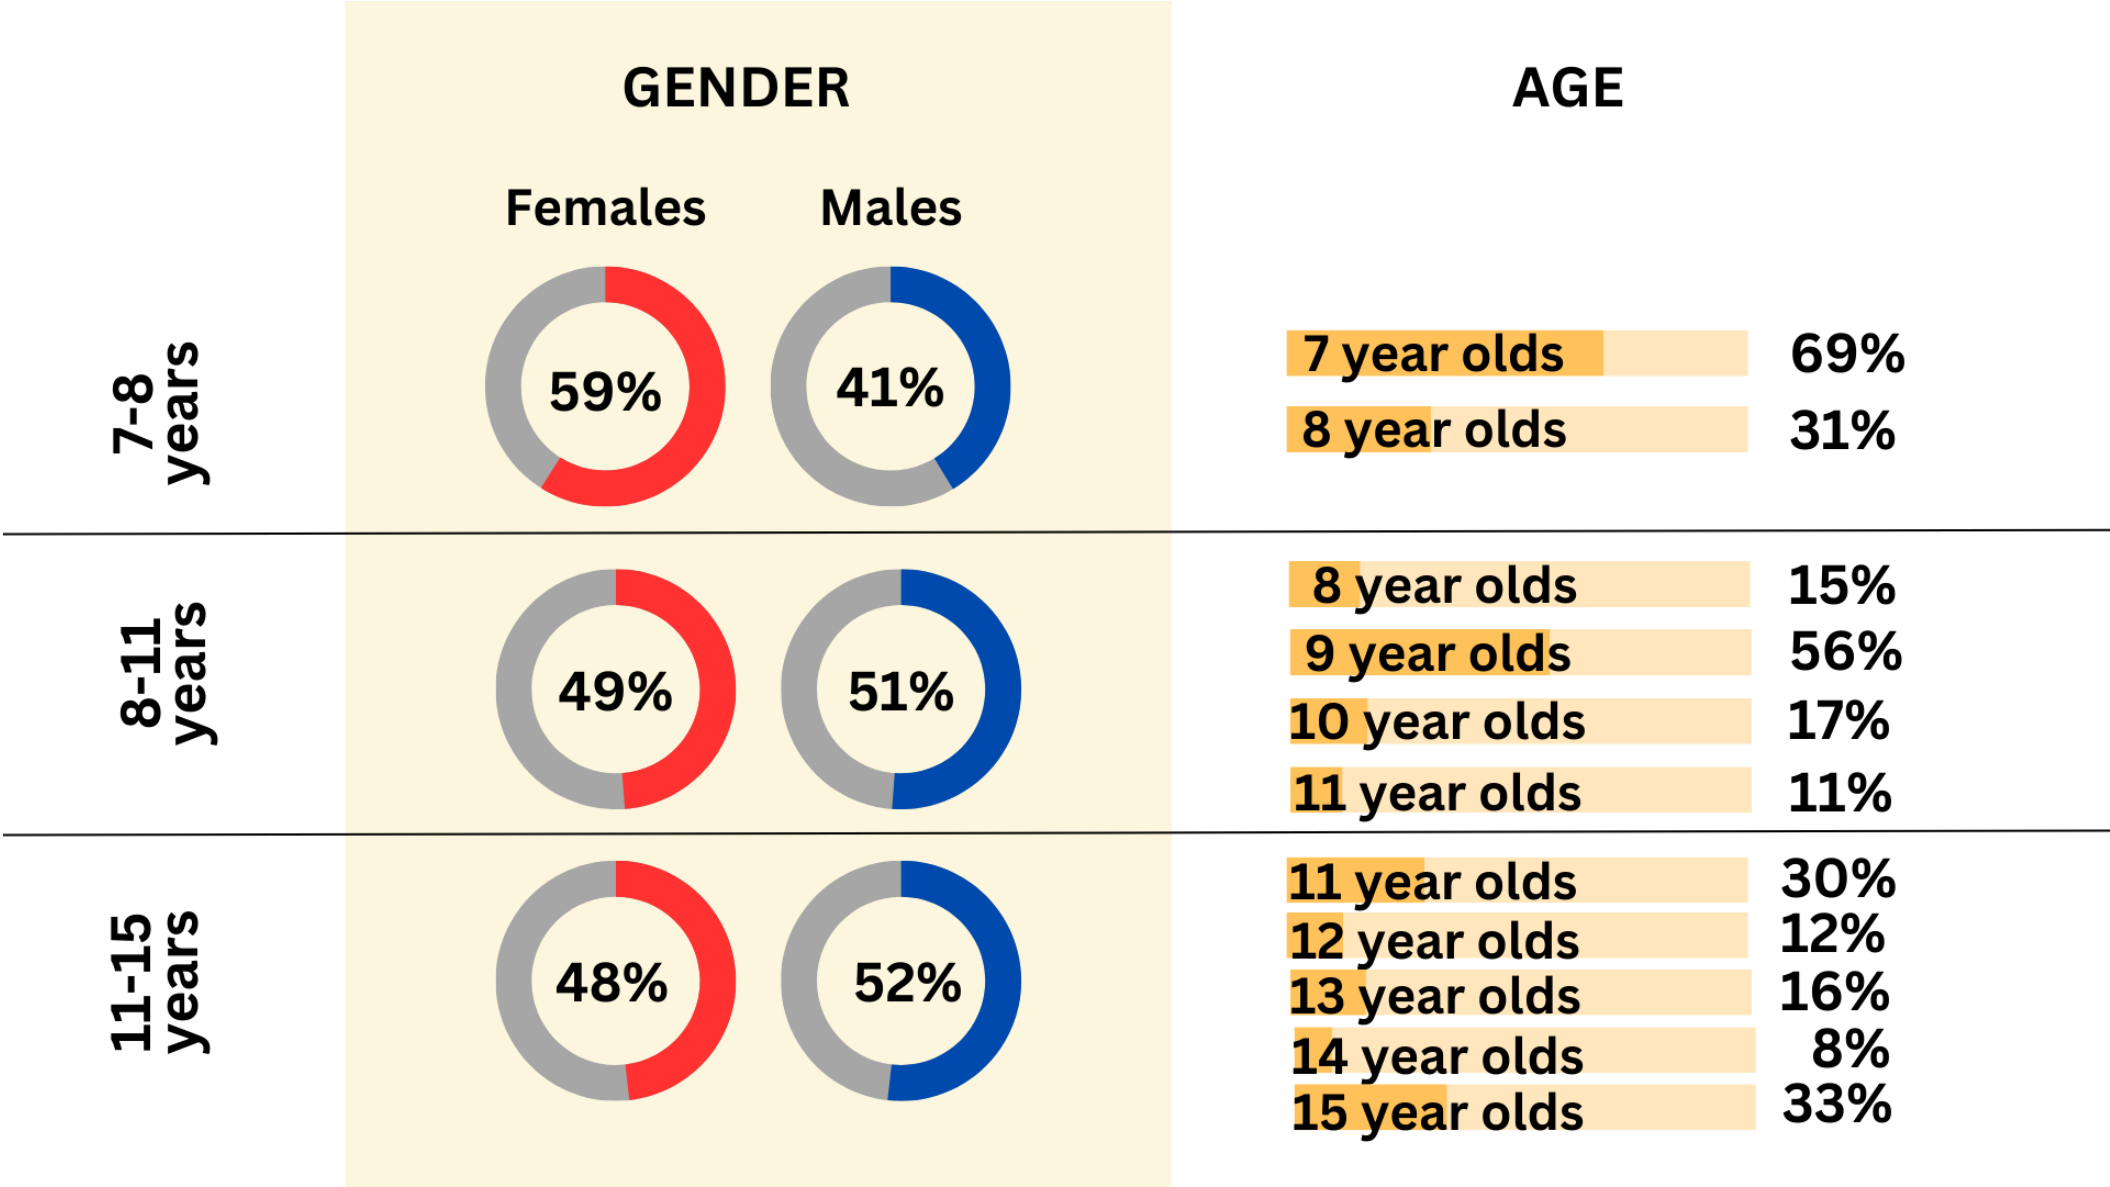 GENDER
AGE
Females
Males
7-8
years
59%
41%
7 year olds 69%
8 year olds 31%
8-11
years
49%
51%
8 year olds 15%
9 year olds 56%
10 year olds 17%
11 year olds 11%
11-15
years
48%
52%
11 year olds 30%
12 year olds 12%
13 year olds 16%
14 year olds 8%
15 year olds 33%